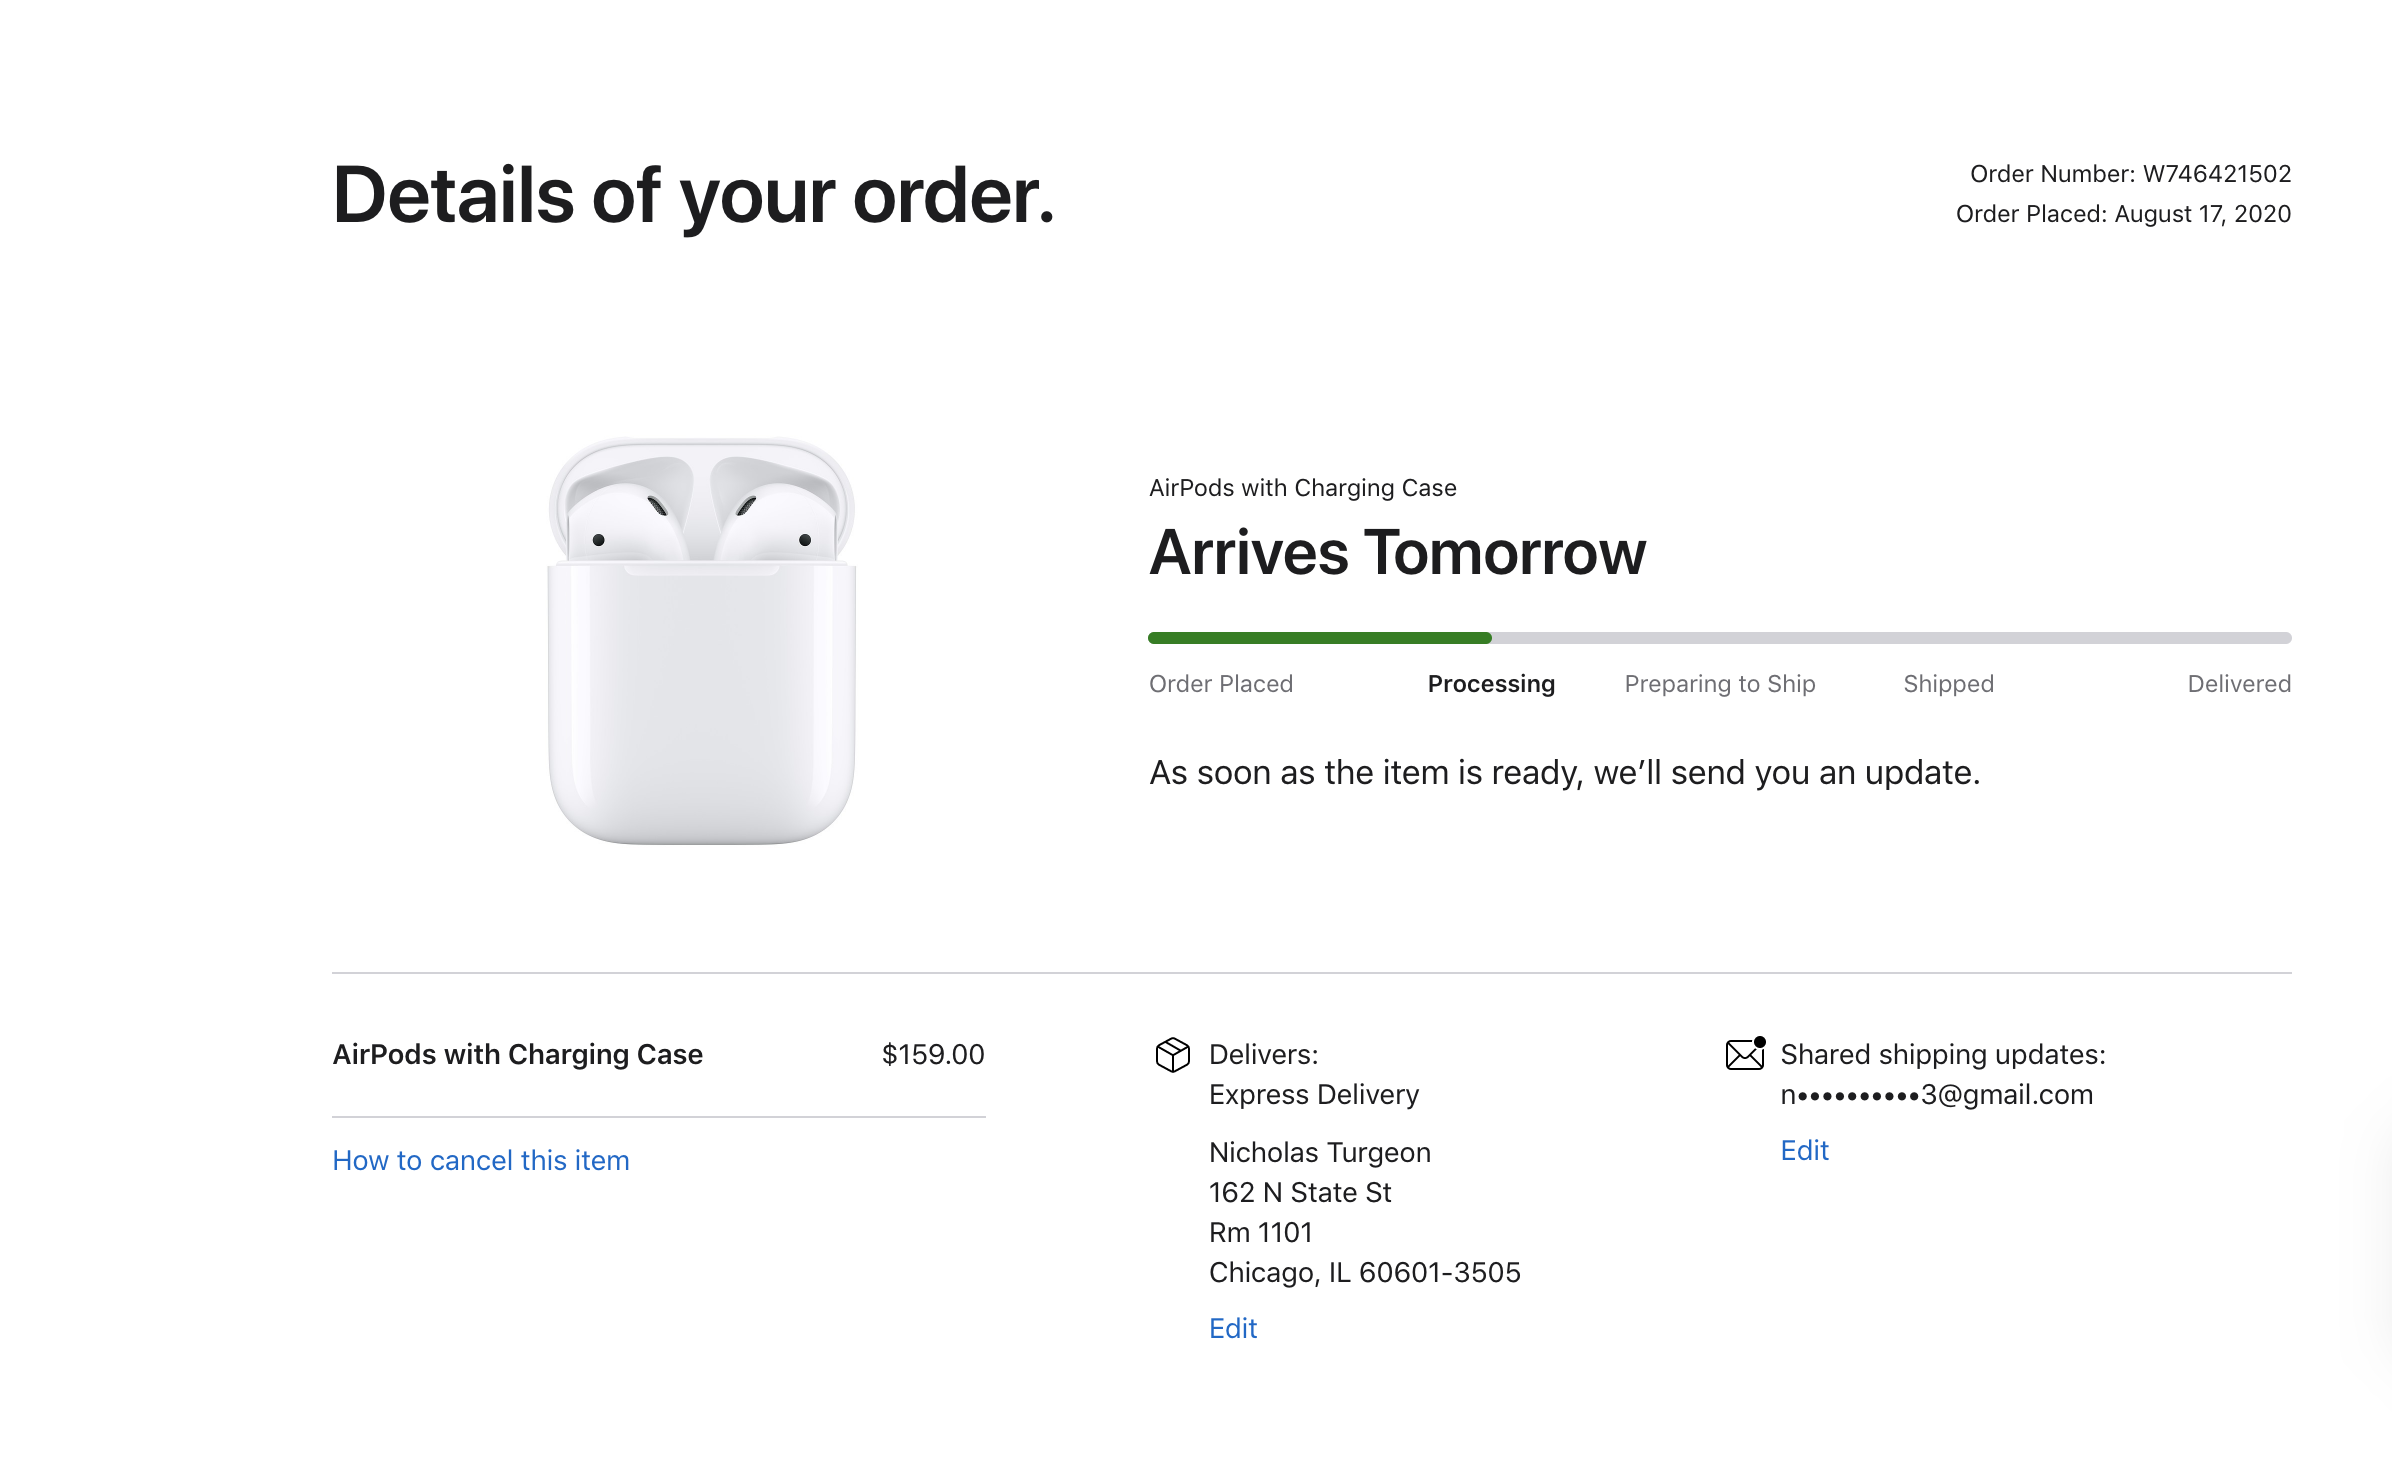 Details of your order.
Order Number: W746421502
Order Placed: August 17, 2020
AirPods with Charging Case
Arrives Tomorrow
Order Placed
Processing
Preparing to Ship
Shipped
Delivered
As soon as the item is ready, we’ll send you an update.
AirPods with Charging Case
$159.00
How to cancel this item
Delivers:
Express Delivery
Nicholas Turgeon
162 N State St
Rm 1101
Chicago, IL 60601-3505
Edit
Shared shipping updates:
n••••••••••3@gmail.com
Edit